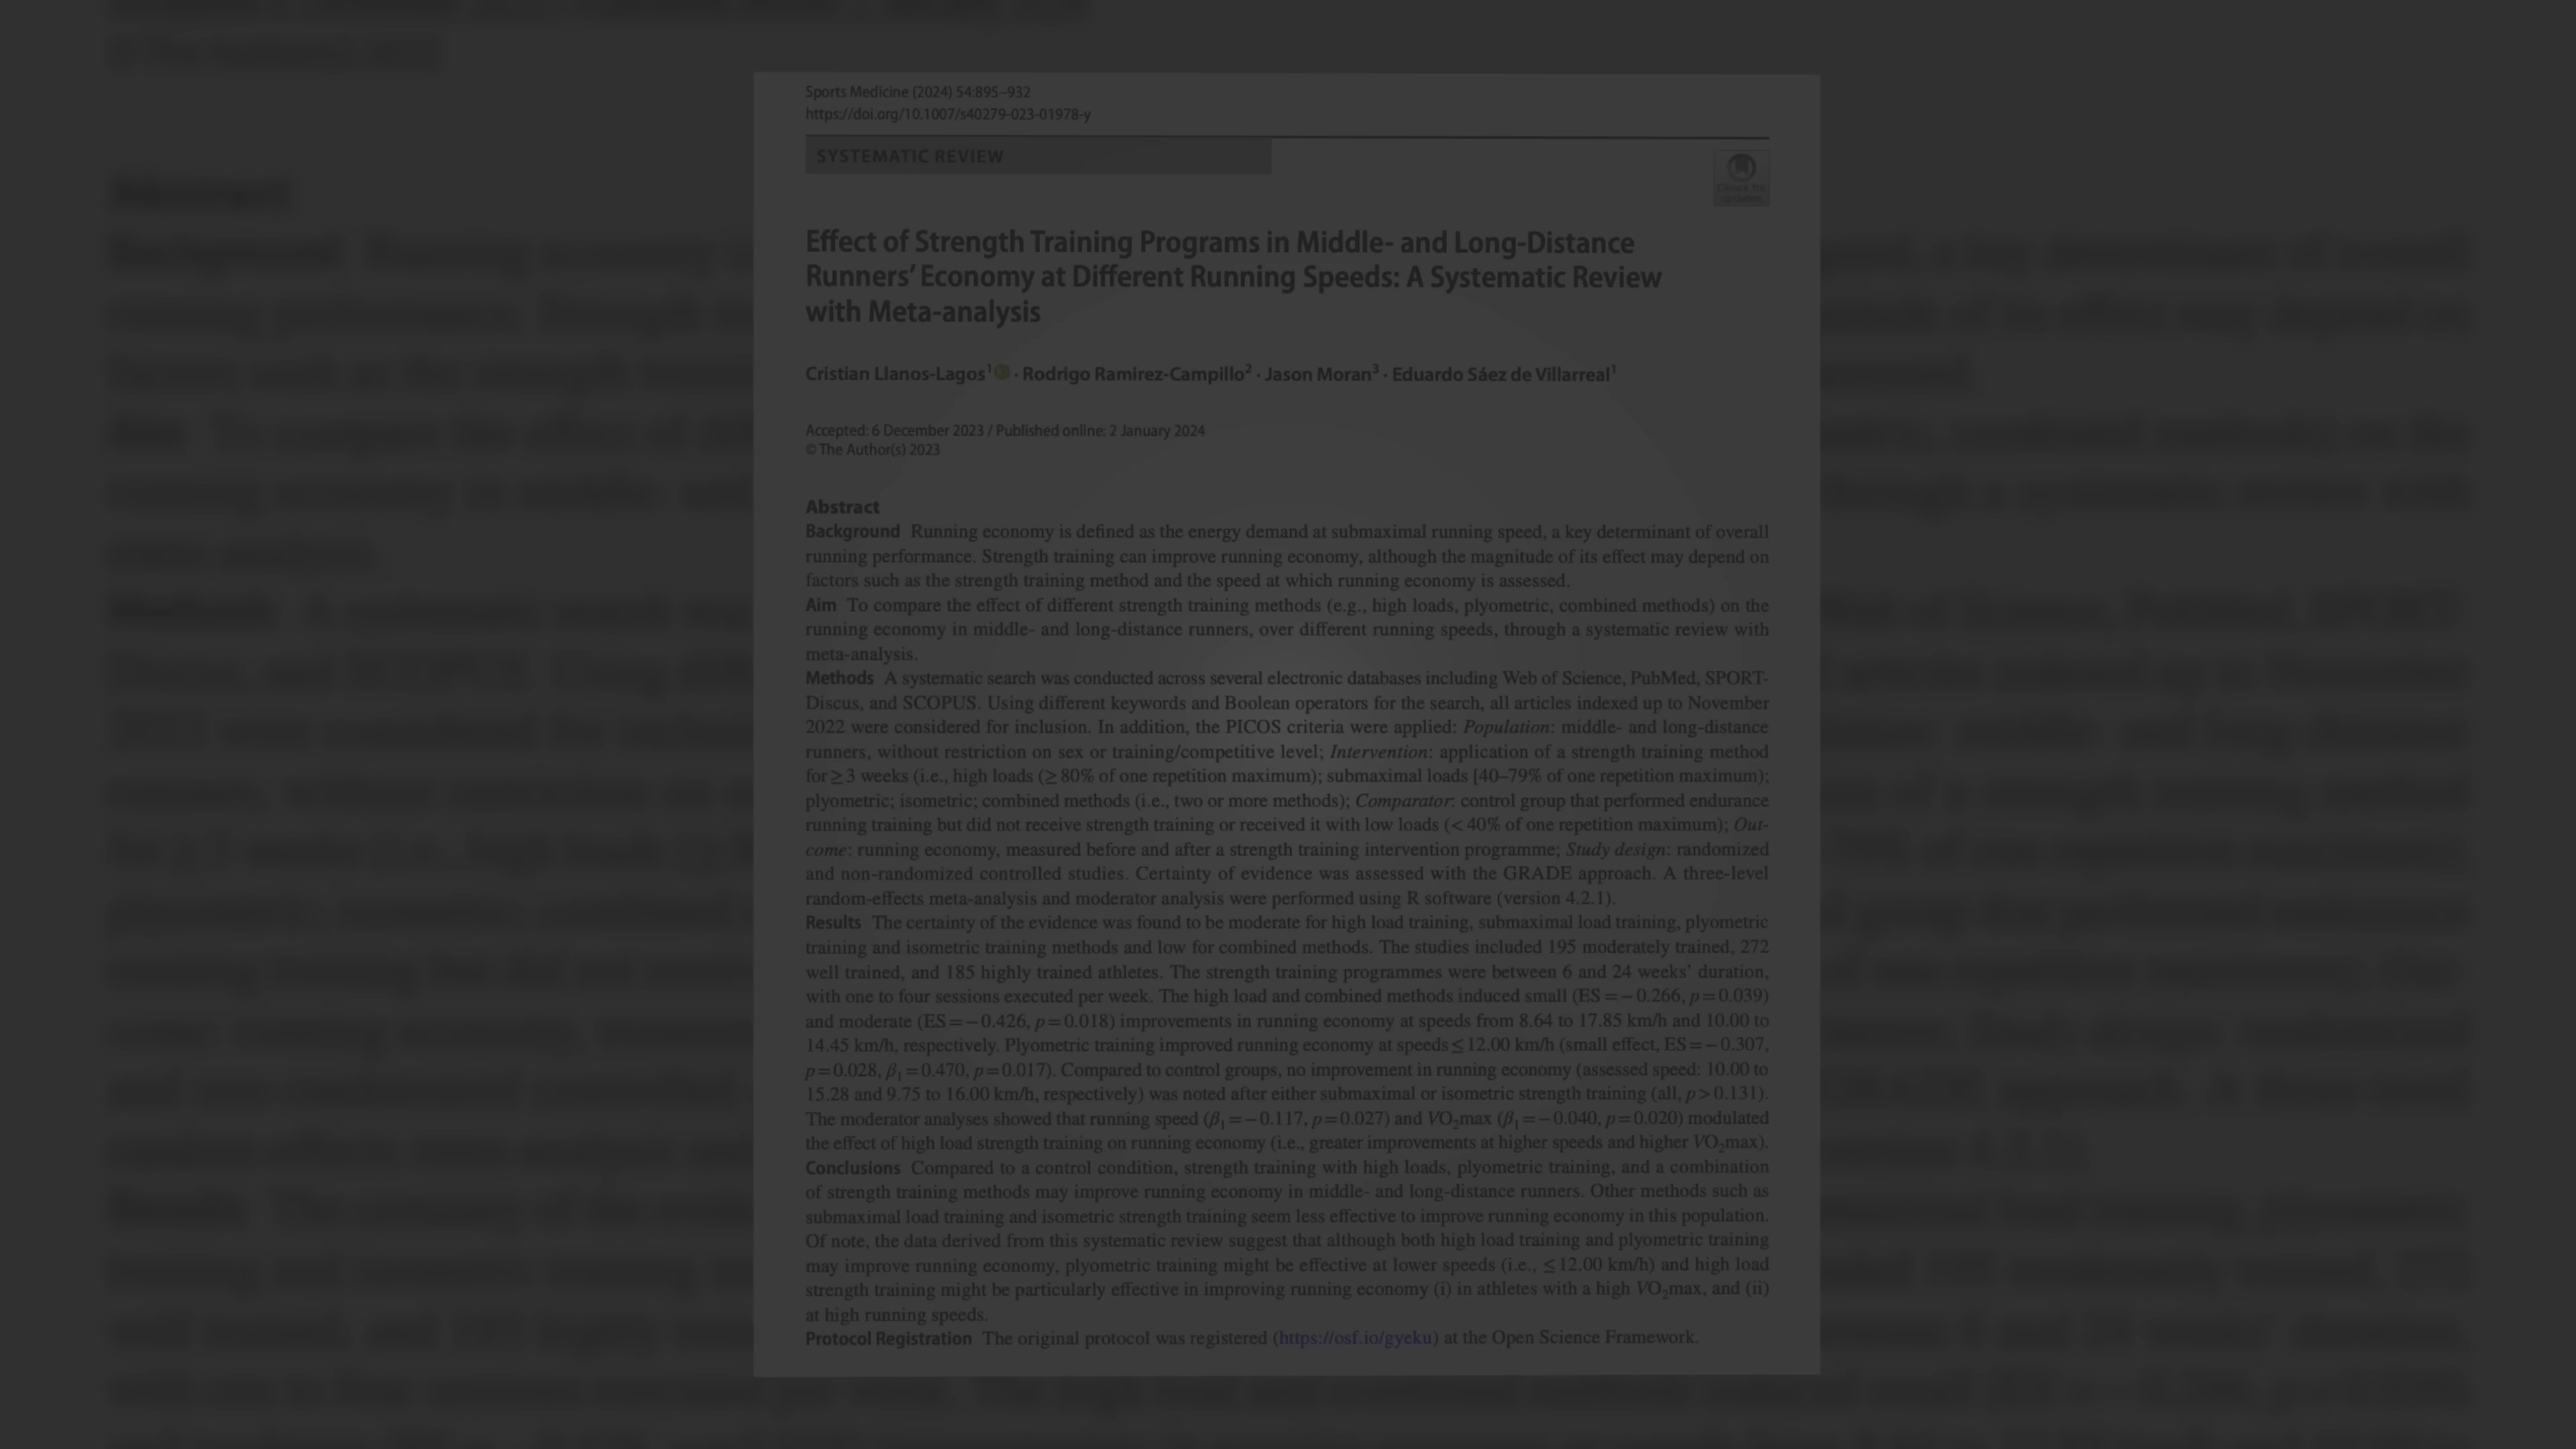 Sports Medicine (2024) 54:895–932
https://doi.org/10.1007/s40279-023-01978-y
SYSTEMATIC REVIEW
Check for
updates
Effect of Strength Training Programs in Middle- and Long-Distance
Runners' Economy at Different Running Speeds: A Systematic Review
with Meta-analysis
Cristian Llanos-Lagos1 · Rodrigo Ramirez-Campillo2 · Jason Moran3 · Eduardo Sáez de Villarreal1
Accepted: 6 December 2023 / Published online: 2 January 2024
© The Author(s) 2023
Abstract
Background Running economy is defined as the energy demand at submaximal running speed, a key determinant of overall
running performance. Strength training can improve running economy, although the magnitude of its effect may depend on
factors such as the strength training method and the speed at which running economy is assessed.
Aim To compare the effect of different strength training methods (e.g., high loads, plyometric, combined methods) on the
running economy in middle- and long-distance runners, over different running speeds, through a systematic review with
meta-analysis.
Methods A systematic search was conducted across several electronic databases including Web of Science, PubMed, SPORT-
Discus, and SCOPUS. Using different keywords and Boolean operators for the search, all articles indexed up to November
2022 were considered for inclusion. In addition, the PICOS criteria were applied: Population: middle- and long-distance
runners, without restriction on sex or training/competitive level; Intervention: application of a strength training method
for ≥ 3 weeks (i.e., high loads (≥ 80% of one repetition maximum); submaximal loads [40–79% of one repetition maximum);
plyometric; isometric; combined methods (i.e., two or more methods); Comparator: control group that performed endurance
running training but did not receive strength training or received it with low loads (< 40% of one repetition maximum); Out-
come: running economy, measured before and after a strength training intervention programme; Study design: randomized
and non-randomized controlled studies. Certainty of evidence was assessed with the GRADE approach. A three-level
random-effects meta-analysis and moderator analysis were performed using R software (version 4.2.1).
Results The certainty of the evidence was found to be moderate for high load training, submaximal load training, plyometric
training and isometric training methods and low for combined methods. The studies included 195 moderately trained, 272
well trained, and 185 highly trained athletes. The strength training programmes were between 6 and 24 weeks' duration,
with one to four sessions executed per week. The high load and combined methods induced small (ES = − 0.266, p = 0.039)
and moderate (ES = − 0.426, p = 0.018) improvements in running economy at speeds from 8.64 to 17.85 km/h and 10.00 to
14.45 km/h, respectively. Plyometric training improved running economy at speeds ≤ 12.00 km/h (small effect, ES = − 0.307,
p = 0.028, β1 = 0.470, p = 0.017). Compared to control groups, no improvement in running economy (assessed speed: 10.00 to
15.28 and 9.75 to 16.00 km/h, respectively) was noted after either submaximal or isometric strength training (all, p > 0.131).
The moderator analyses showed that running speed (β1 = − 0.117, p = 0.027) and VO2max (β1 = − 0.040, p = 0.020) modulated
the effect of high load strength training on running economy (i.e., greater improvements at higher speeds and higher VO2max).
Conclusions Compared to a control condition, strength training with high loads, plyometric training, and a combination
of strength training methods may improve running economy in middle- and long-distance runners. Other methods such as
submaximal load training and isometric strength training seem less effective to improve running economy in this population.
Of note, the data derived from this systematic review suggest that although both high load training and plyometric training
may improve running economy, plyometric training might be effective at lower speeds (i.e., ≤ 12.00 km/h) and high load
strength training might be particularly effective in improving running economy (i) in athletes with a high VO2max, and (ii)
at high running speeds.
Protocol Registration The original protocol was registered (https://osf.io/gyeku) at the Open Science Framework.